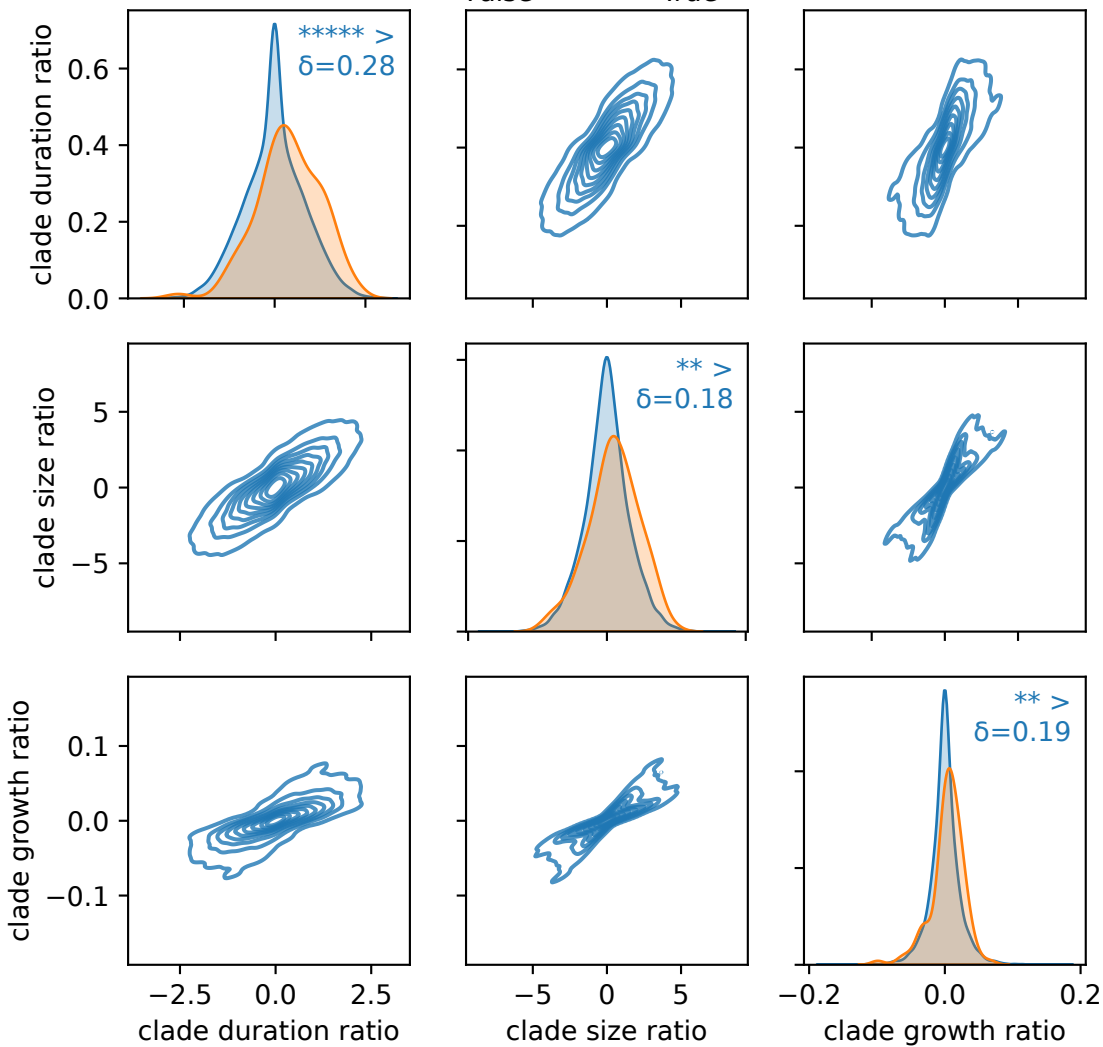 clade duration ratio
0.6
0.4
0.2
0.0
***** >
δ=0.28
clade size ratio
5
0
−5
** >
δ=0.18
clade growth ratio
0.1
0.0
−0.1
** >
δ=0.19
−2.5 0.0 2.5
−5 0 5
−0.2 0.0 0.2
clade duration ratio
clade size ratio
clade growth ratio